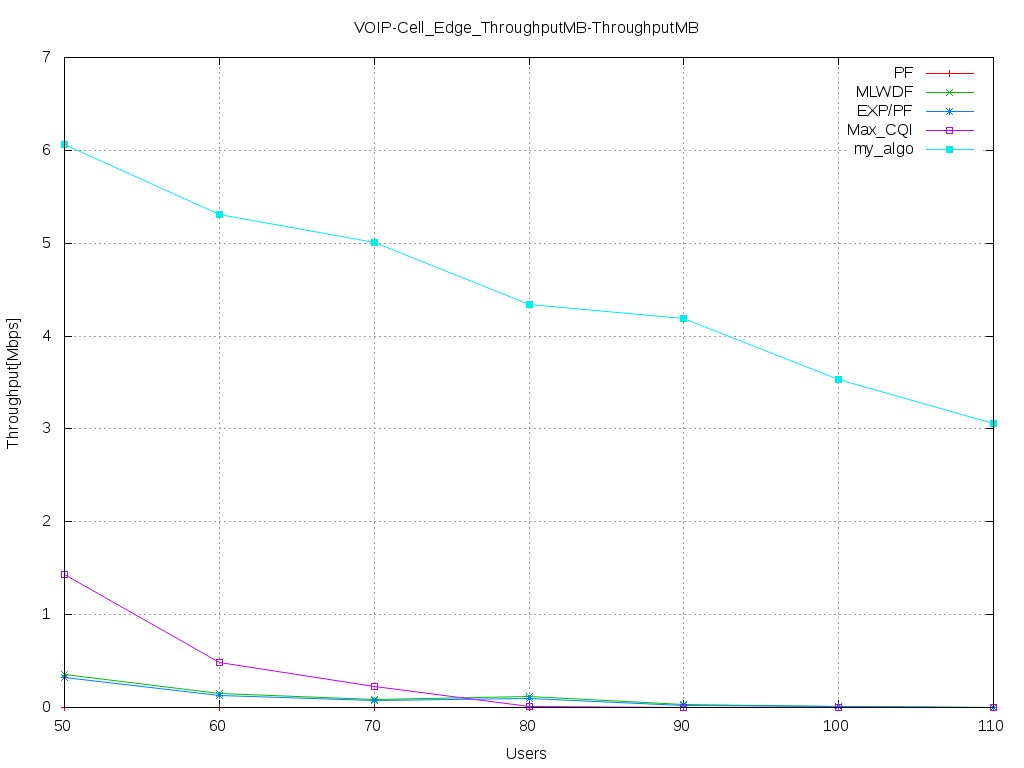 VOIP-Cell_Edge_ThroughputMB-ThroughputMB
7
6
5
4
3
2
1
0
Throughput[Mbps]
PF
MLWDF
EXP/PF
Max_CQI
my_algo
50 60 70 80 90 100 110
Users